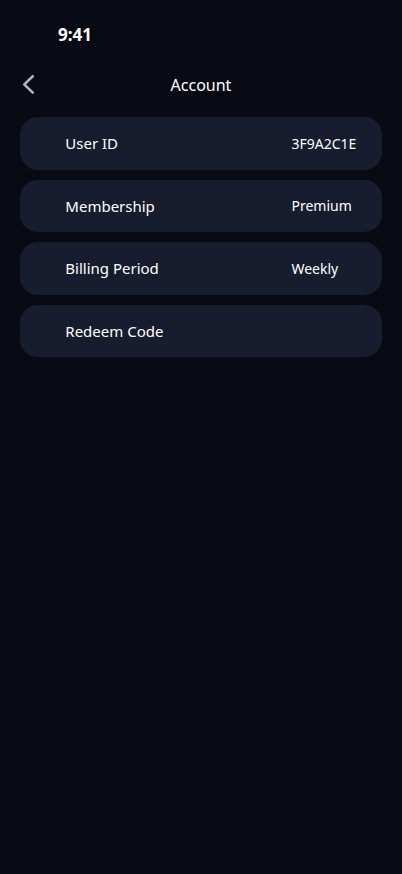 9:41
Account
User ID 3F9A2C1E
Membership Premium
Billing Period Weekly
Redeem Code